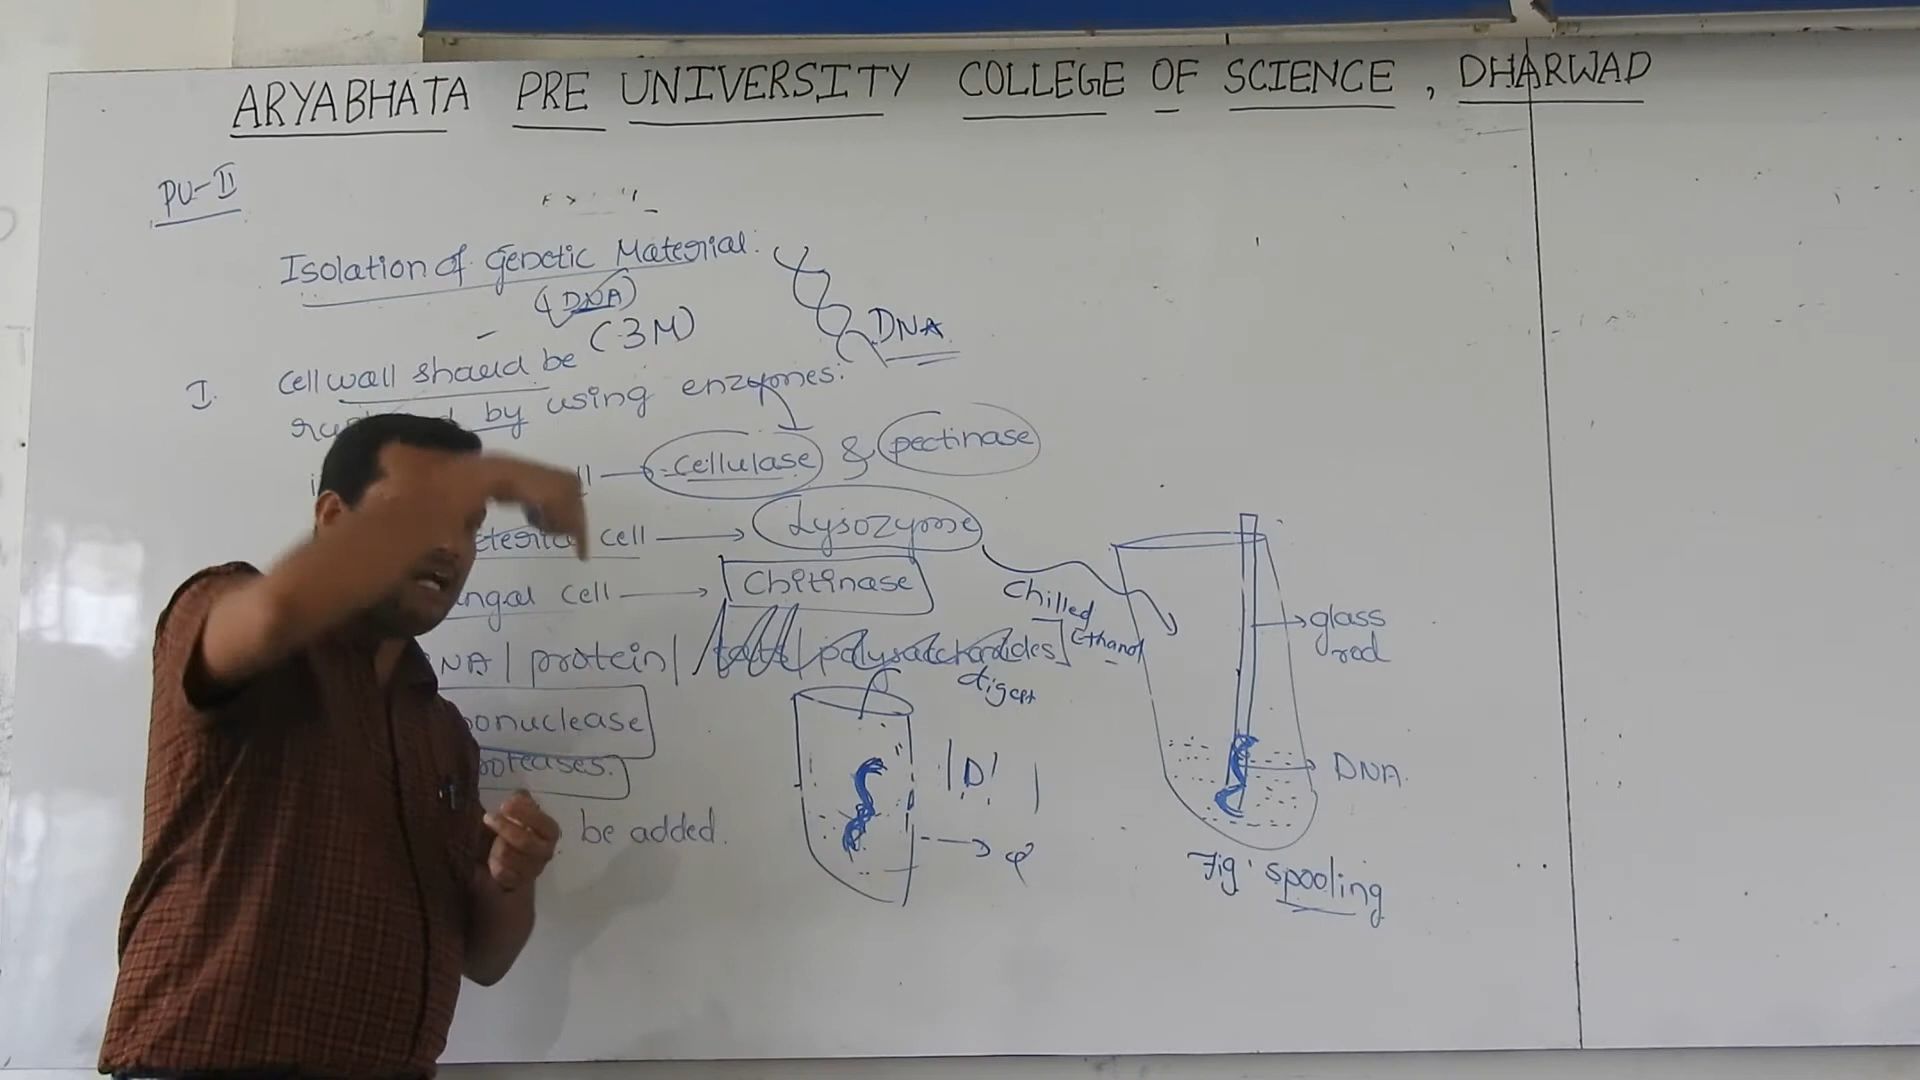 ARYABHATA PRE UNIVERSITY COLLEGE OF SCIENCE , DHARWAD
PU-II
Isolation of Genetic Material:
(DNA)
(3M)
DNA
I. Cell wall should be
by using enzymes:
cell → cellulase & pectinase
cell → Lysozyme
cell → Chitinase
Chilled
Ethanol
NA | protein | polysaccharides
digest
be added.
glass
rod
DNA.
Fig: spooling